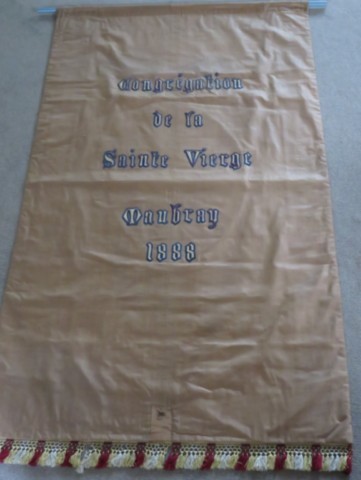 Congrégation
de la
Sainte Vierge
Maubray
1888